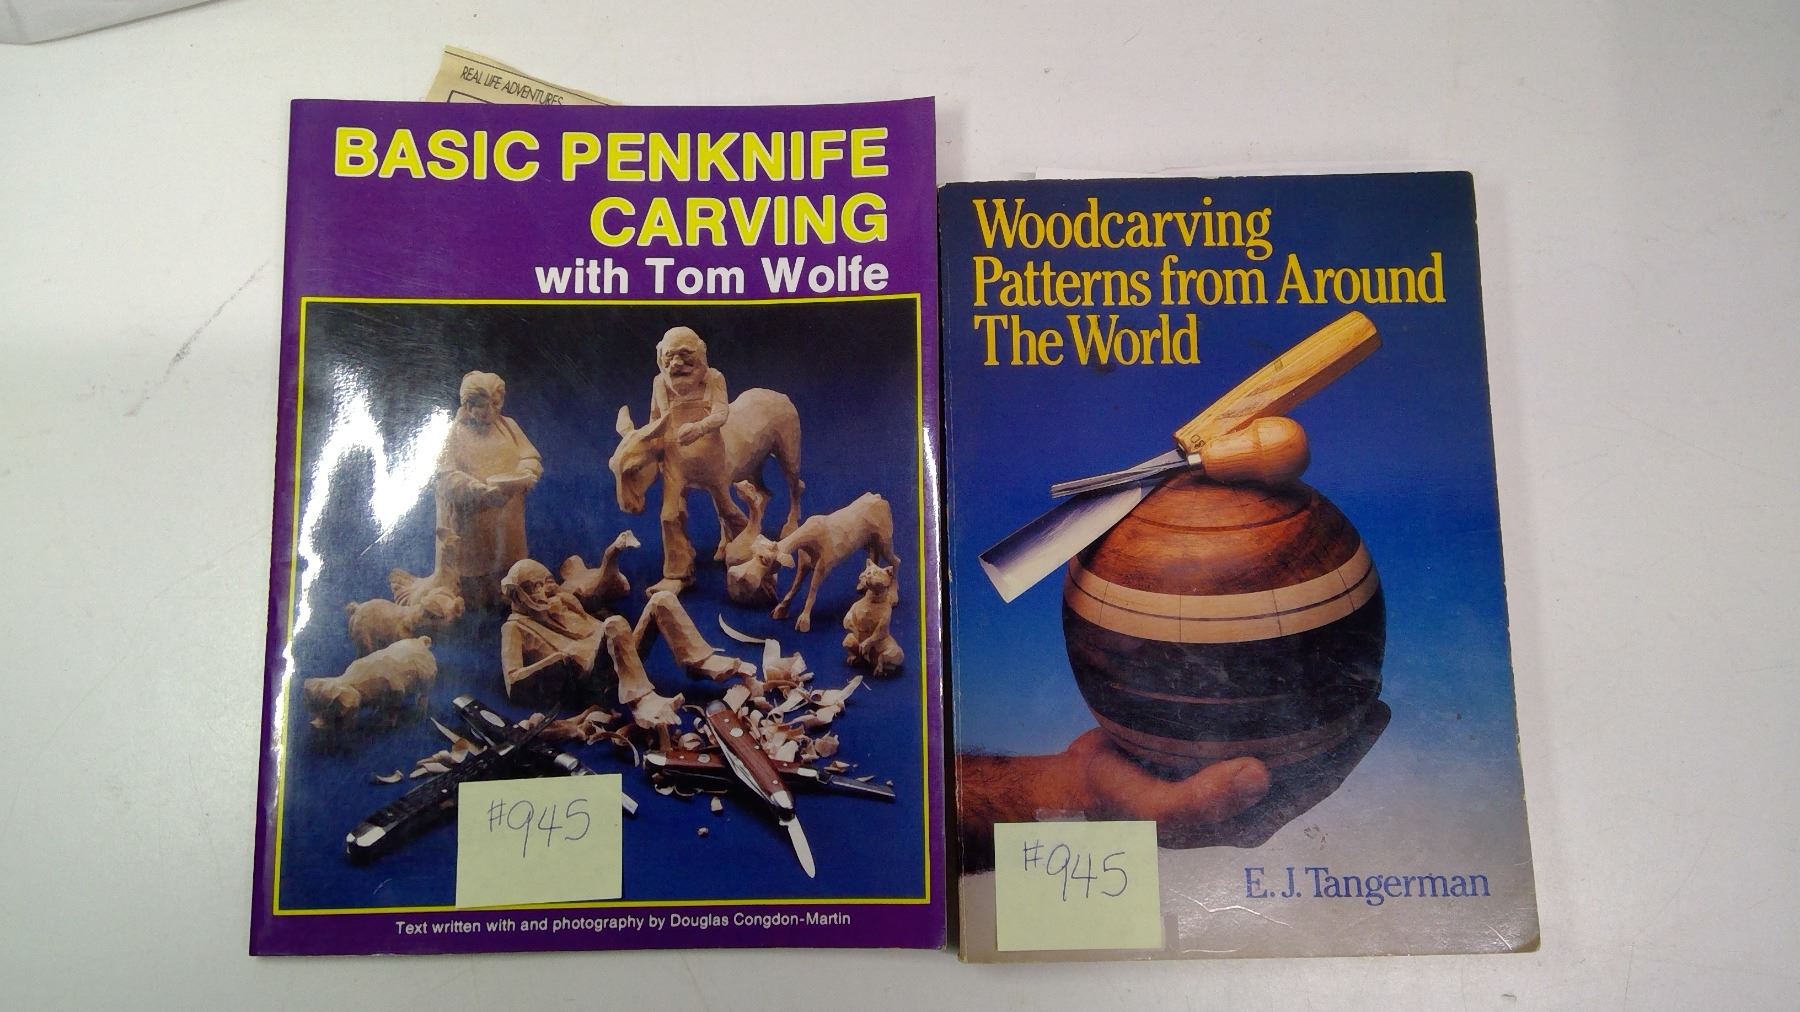 REAL LIFE ADVENTURES
BASIC PENKNIFE
CARVING
with Tom Wolfe
#945
Text written with and photography by Douglas Congdon-Martin
Woodcarving
Patterns from Around
The World
#945
E. J. Tangerman